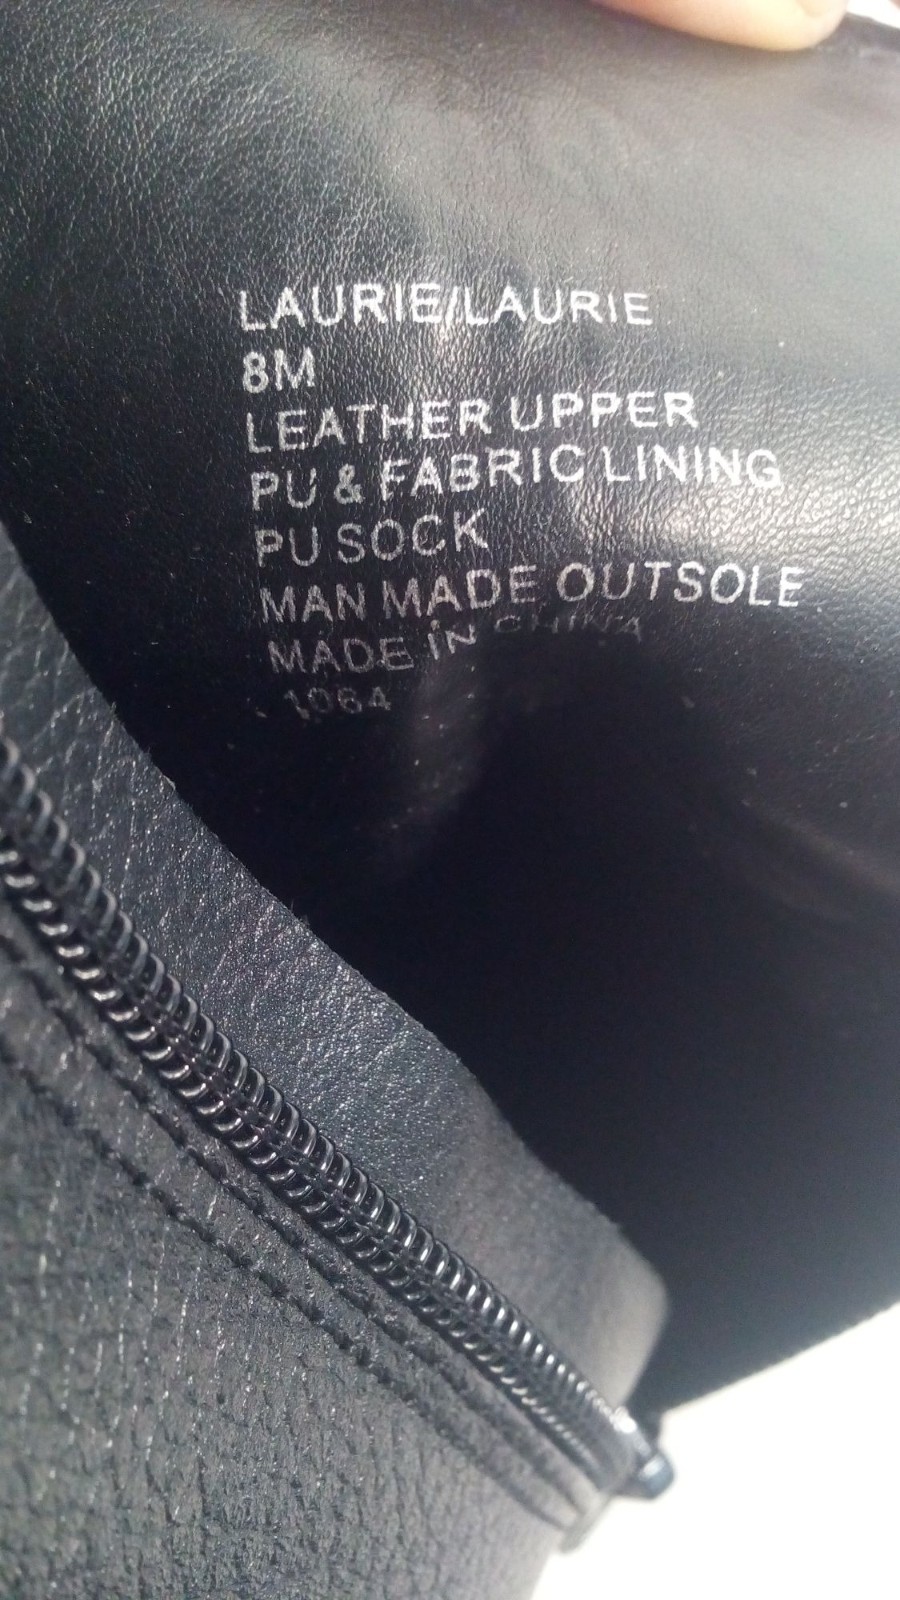 LAURIE/LAURIE
8M
LEATHER UPPER
PU & FABRIC LINING
PU SOCK
MAN MADE OUTSOLE
MADE iN CHINA
1064